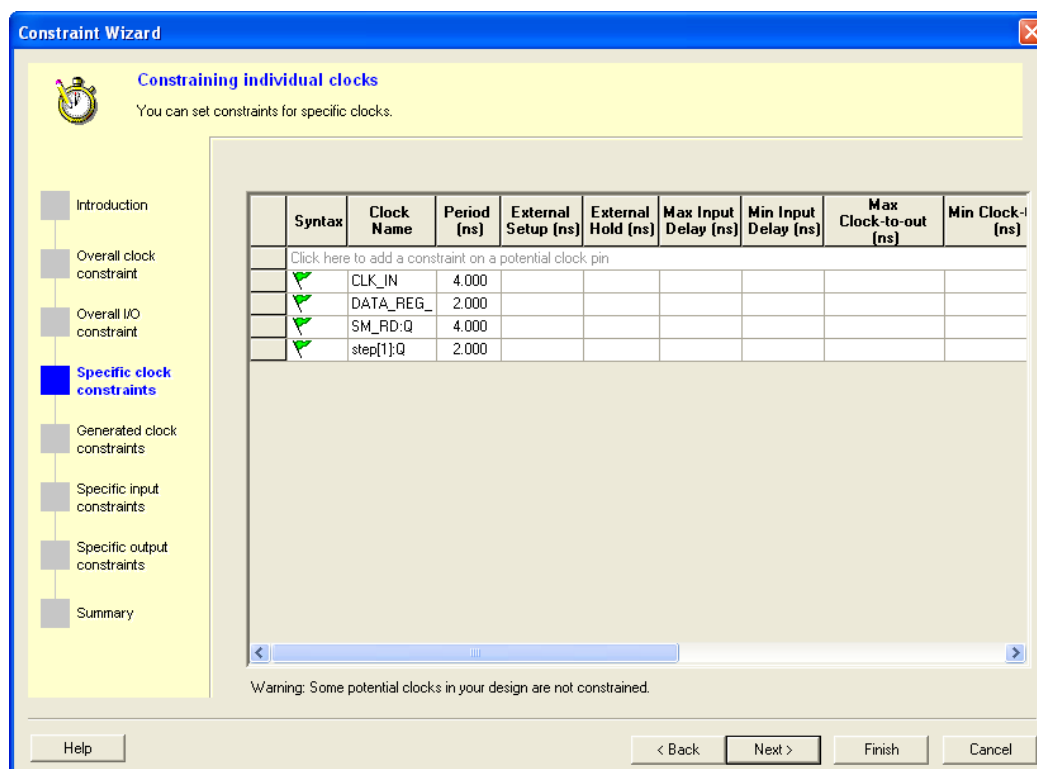 Constraint Wizard
Constraining individual clocks
You can set constraints for specific clocks.
Introduction
Overall clock
constraint
Overall I/O
constraint
Specific clock
constraints
Generated clock
constraints
Specific input
constraints
Specific output
constraints
Summary
Syntax Clock Name Period (ns) External Setup (ns) External Hold (ns) Max Input Delay (ns) Min Input Delay (ns) Max Clock-to-out (ns) Min Clock- (ns)
Click here to add a constraint on a potential clock pin
CLK_IN 4.000
DATA_REG_ 2.000
SM_RD:Q 4.000
step[1]:Q 2.000
Warning: Some potential clocks in your design are not constrained.
Help < Back Next > Finish Cancel